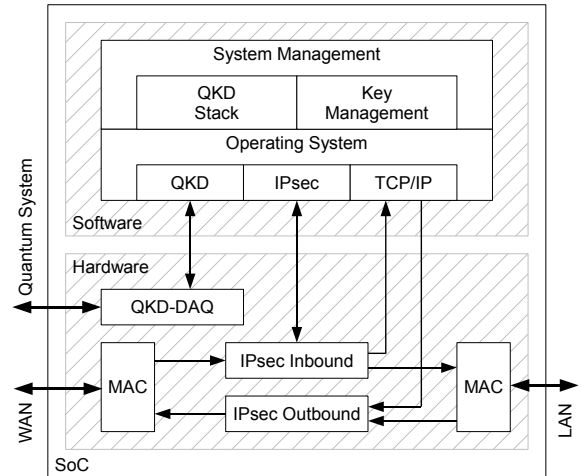 System Management
QKD
Stack
Key
Management
Operating System
QKD
IPsec
TCP/IP
Software
Quantum System
Hardware
QKD-DAQ
IPsec Inbound
MAC
MAC
IPsec Outbound
WAN
LAN
SoC